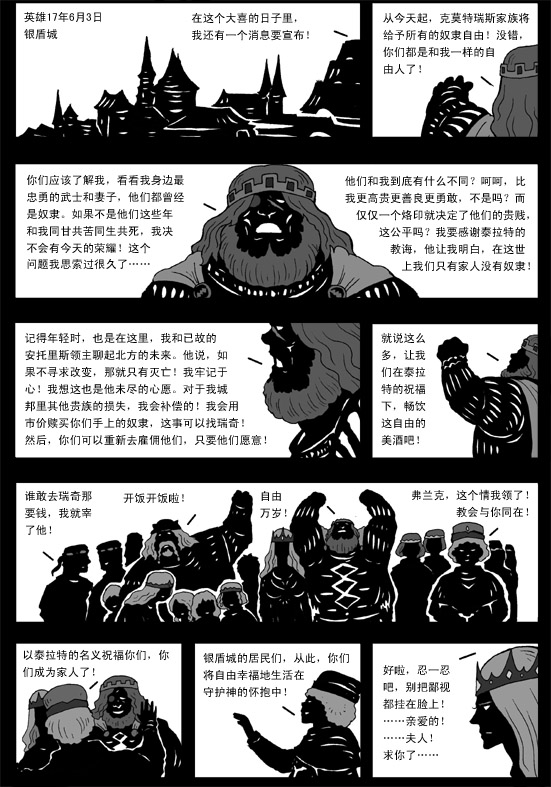 英雄17年6月3日
银盾城
在这个大喜的日子里，
我还有一个消息要宣布！
从今天起，克莫特瑞斯家族将
给予所有的奴隶自由！没错，
你们都是和我一样的自
由人了！
你们应该了解我，看看我身边最
忠勇的武士和妻子，他们都曾经
是奴隶。如果不是他们这些年
和我同甘共苦同生共死，我决
不会有今天的荣耀！这个
问题我思索过很久了……
他们和我到底有什么不同？呵呵，比
我更高贵更善良更勇敢，不是吗？而
仅仅一个烙印就决定了他们的贵贱，
这公平吗？我要感谢泰拉特的
教诲，他让我明白，在这世
上我们只有家人没有奴隶！
记得年轻时，也是在这里，我和已故的
安托里斯领主聊起北方的未来。他说，如
果不寻求改变，那就只有灭亡！我牢记于
心！我想这也是他未尽的心愿。对于我城
邦里其他贵族的损失，我会补偿的！我会用
市价赎买你们手上的奴隶，这事可以找瑞奇！
然后，你们可以重新去雇佣他们，只要他们愿意！
就说这么
多，让我
们在泰拉
特的祝福
下，畅饮
这自由的
美酒吧！
谁敢去瑞奇那
要钱，我就宰
了他！
开饭开饭啦！
自由
万岁！
弗兰克，这个情我领了！
教会与你同在！
以泰拉特的名义祝福你们，你
们成为家人了！
银盾城的居民们，从此，你们
将自由幸福地生活在
守护神的怀抱中！
好啦，忍一忍
吧，别把鄙视
都挂在脸上！
……亲爱的！
……夫人！
求你了……